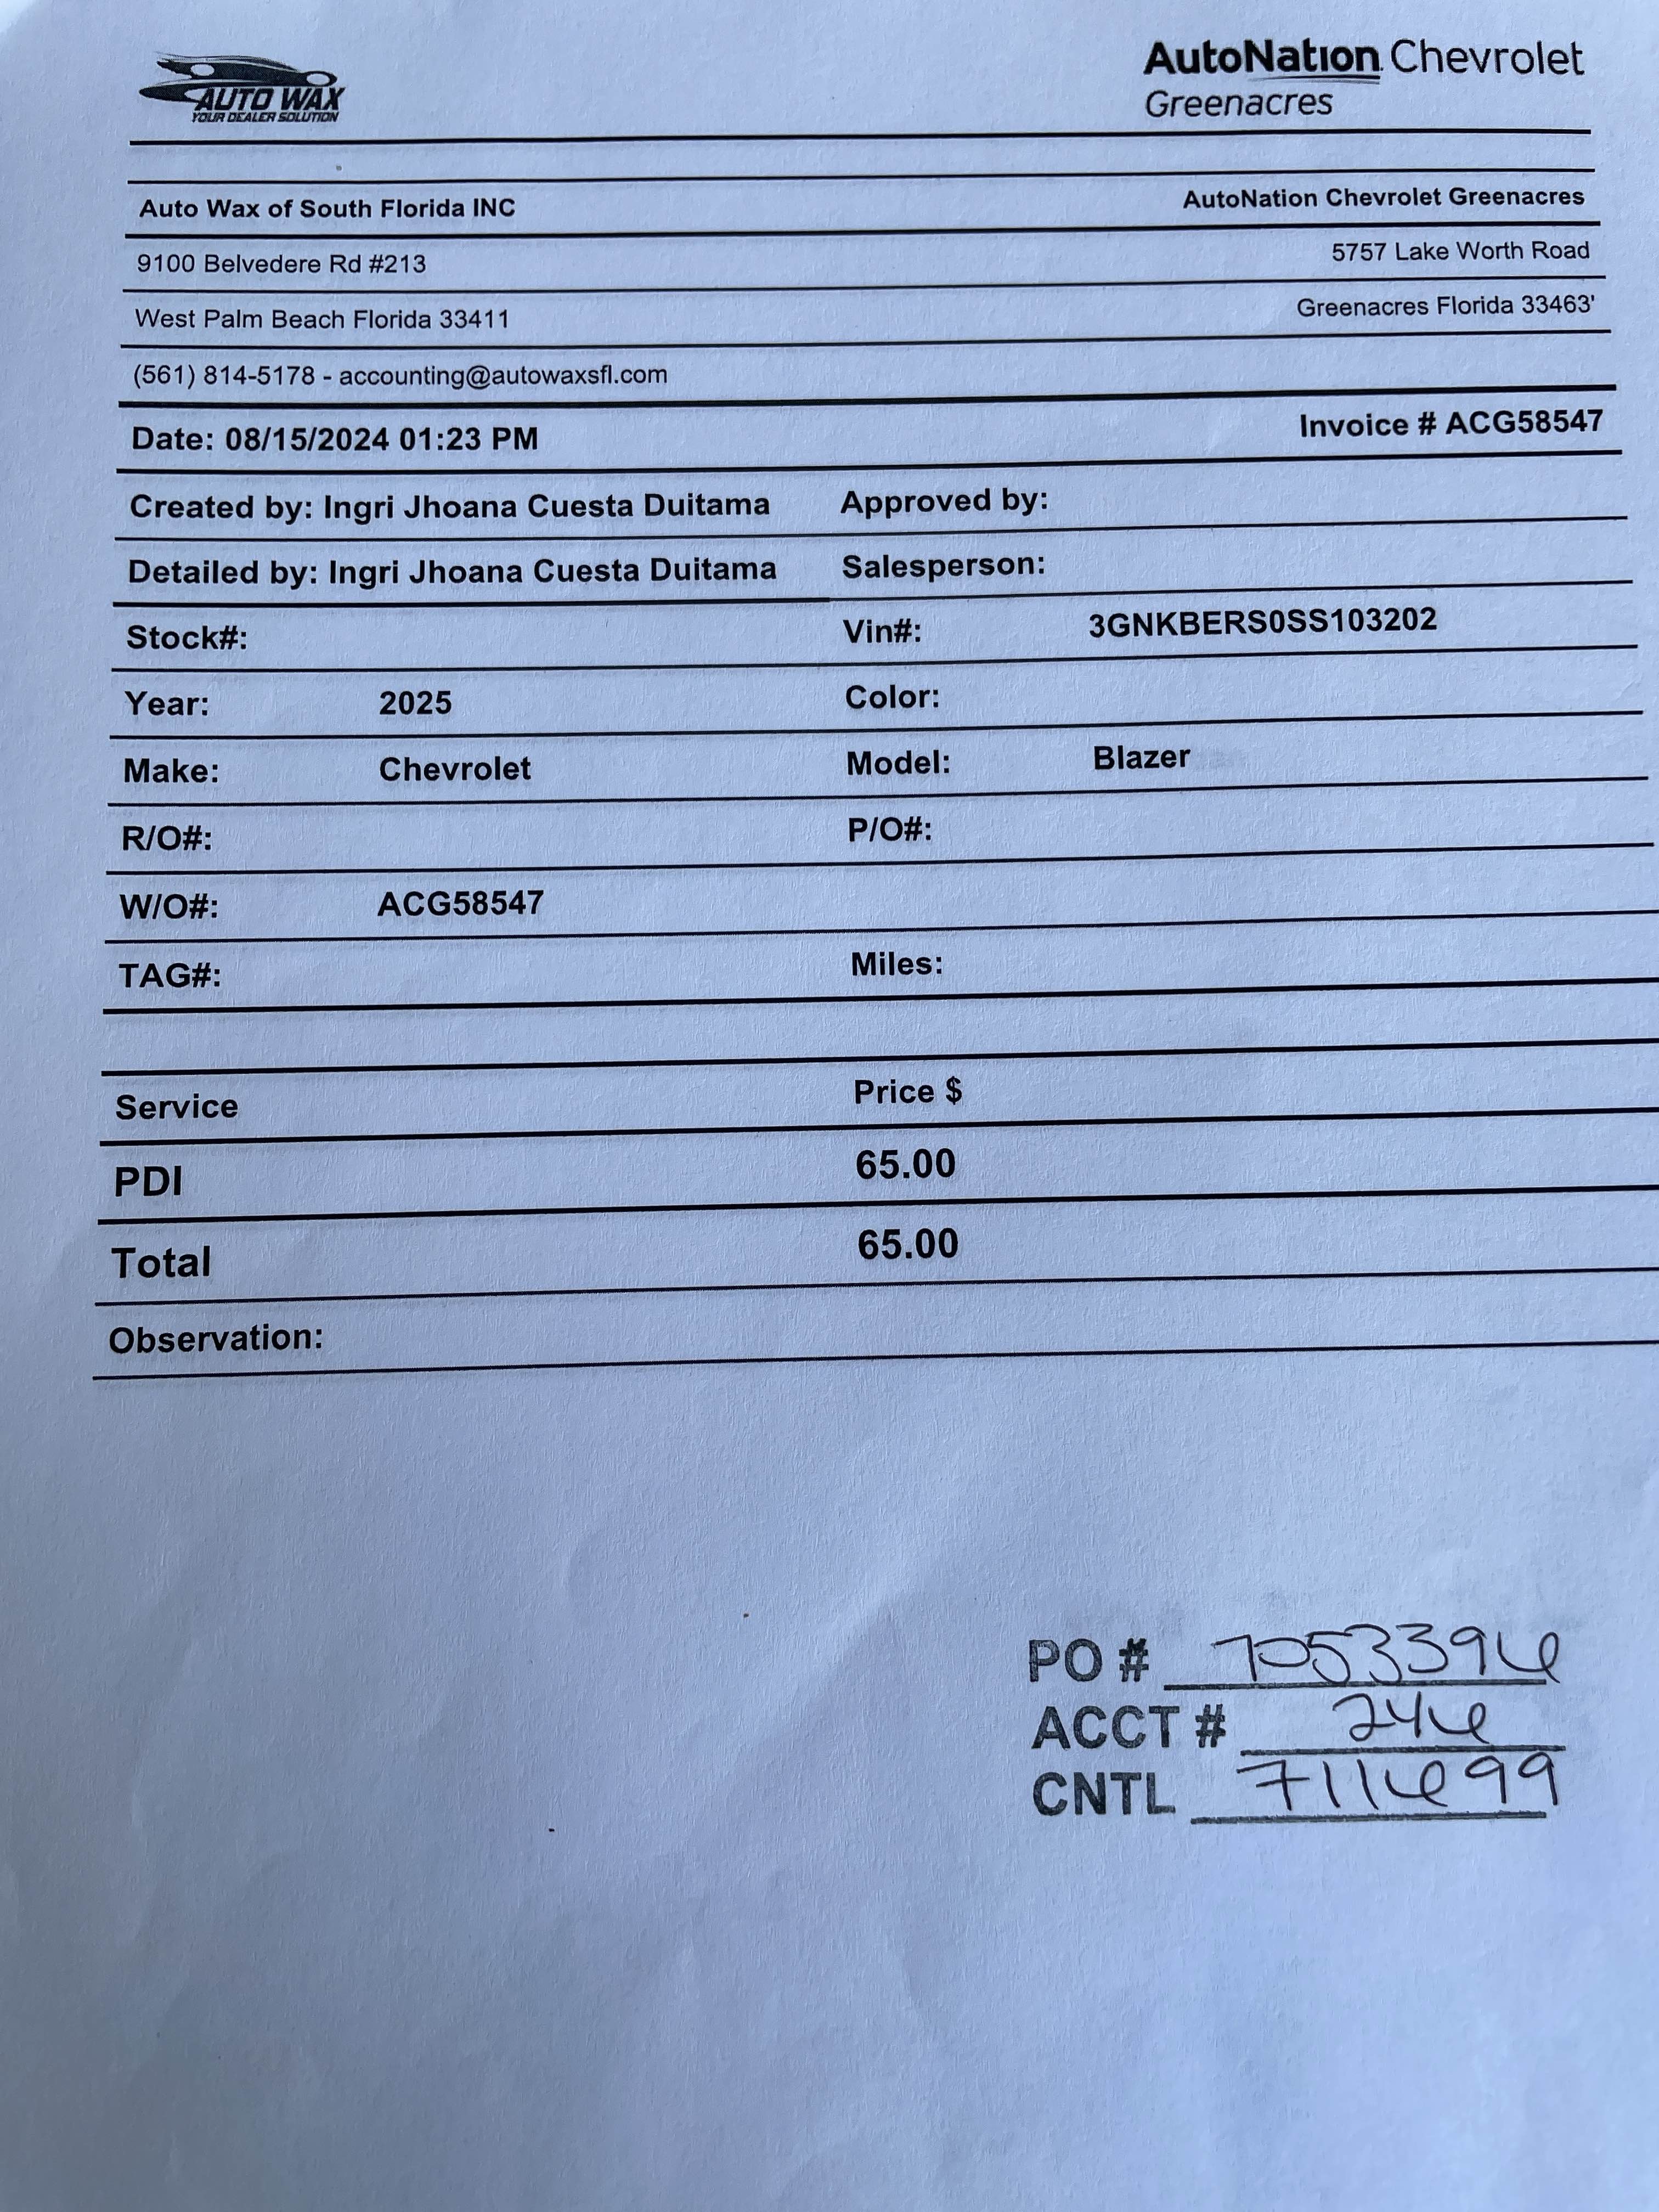 AUTO WAX
YOUR DEALER SOLUTION
AutoNation Chevrolet
Greenacres
Auto Wax of South Florida INC
AutoNation Chevrolet Greenacres
9100 Belvedere Rd #213
5757 Lake Worth Road
West Palm Beach Florida 33411
Greenacres Florida 33463'
(561) 814-5178 - accounting@autowaxsfl.com
Date: 08/15/2024 01:23 PM
Invoice # ACG58547
Created by: Ingri Jhoana Cuesta Duitama Approved by:
Detailed by: Ingri Jhoana Cuesta Duitama Salesperson:
Stock#: Vin#: 3GNKBERS0SS103202
Year: 2025 Color:
Make: Chevrolet Model: Blazer
R/O#: P/O#:
W/O#: ACG58547
TAG#: Miles:
Service Price $
PDI 65.00
Total 65.00
Observation:
PO # 7053396
ACCT # 246
CNTL 711699